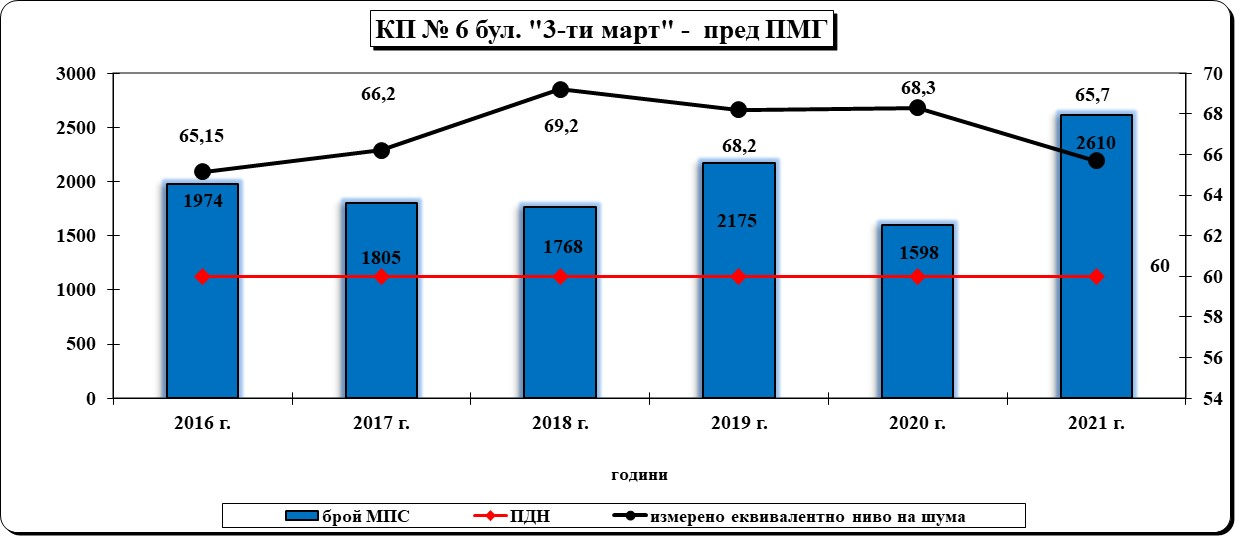 КП № 6 бул. "3-ти март" - пред ПМГ
3000 70
2500 68
2000 66
1500 64
1000 62
500 60
0 58
56
54
65,15 66,2 69,2 68,2 68,3 65,7
1974 1805 1768 2175 1598 2610
60
2016 г. 2017 г. 2018 г. 2019 г. 2020 г. 2021 г.
години
брой МПС ПДН измерено еквивалентно ниво на шума